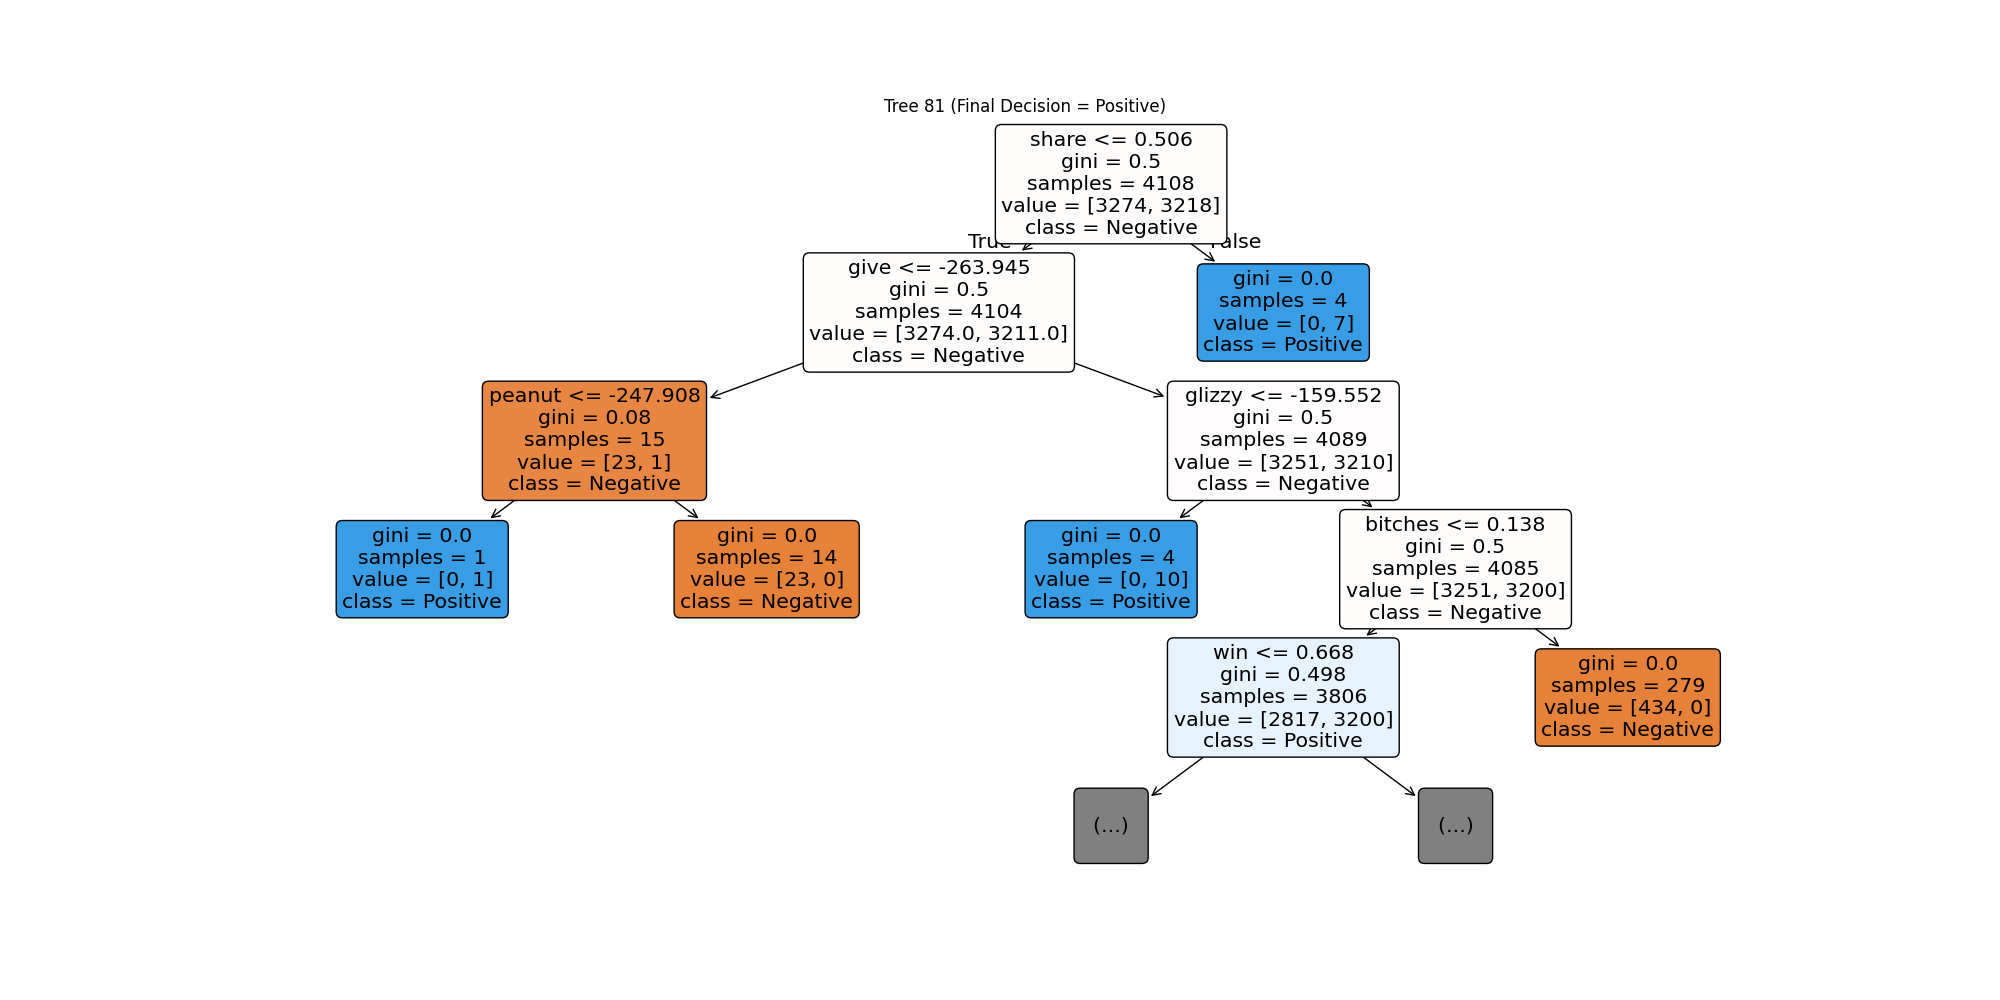 Tree 81 (Final Decision = Positive)
share <= 0.506
gini = 0.5
samples = 4108
value = [3274, 3218]
class = Negative
True
False
give <= -263.945
gini = 0.5
samples = 4104
value = [3274.0, 3211.0]
class = Negative
gini = 0.0
samples = 4
value = [0, 7]
class = Positive
peanut <= -247.908
gini = 0.08
samples = 15
value = [23, 1]
class = Negative
glizzy <= -159.552
gini = 0.5
samples = 4089
value = [3251, 3210]
class = Negative
gini = 0.0
samples = 1
value = [0, 1]
class = Positive
gini = 0.0
samples = 14
value = [23, 0]
class = Negative
gini = 0.0
samples = 4
value = [0, 10]
class = Positive
bitches <= 0.138
gini = 0.5
samples = 4085
value = [3251, 3200]
class = Negative
win <= 0.668
gini = 0.498
samples = 3806
value = [2817, 3200]
class = Positive
gini = 0.0
samples = 279
value = [434, 0]
class = Negative
(...)
(...)